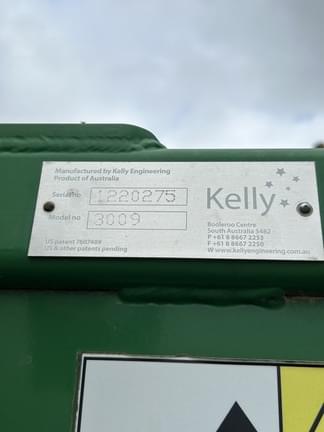 Manufactured by Kelly Engineering
Product of Australia
Serial no 1220275
Kelly
Model no 3009
Booleroo Centre
South Australia 5482
P +61 8 8667 2253
F +61 8 8667 2250
W www.kellyengineering.com.au
US patent 7607489
US & other patents pending